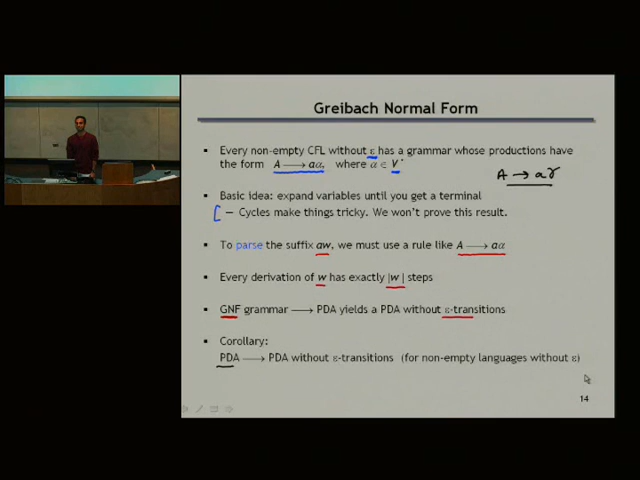 Greibach Normal Form
▪ Every non-empty CFL without ε has a grammar whose productions have
the form A ⟶ aα, where α ∈ V*
A → aγ
▪ Basic idea: expand variables until you get a terminal
– Cycles make things tricky. We won't prove this result.
▪ To parse the suffix aw, we must use a rule like A ⟶ aα
▪ Every derivation of w has exactly |w| steps
▪ GNF grammar ⟶ PDA yields a PDA without ε-transitions
▪ Corollary:
PDA ⟶ PDA without ε-transitions (for non-empty languages without ε)
14